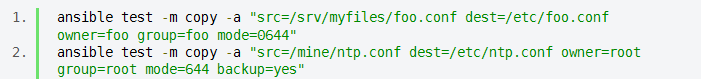 1. ansible test -m copy -a "src=/srv/myfiles/foo.conf dest=/etc/foo.conf
owner=foo group=foo mode=0644"
2. ansible test -m copy -a "src=/mine/ntp.conf dest=/etc/ntp.conf owner=root
group=root mode=644 backup=yes"